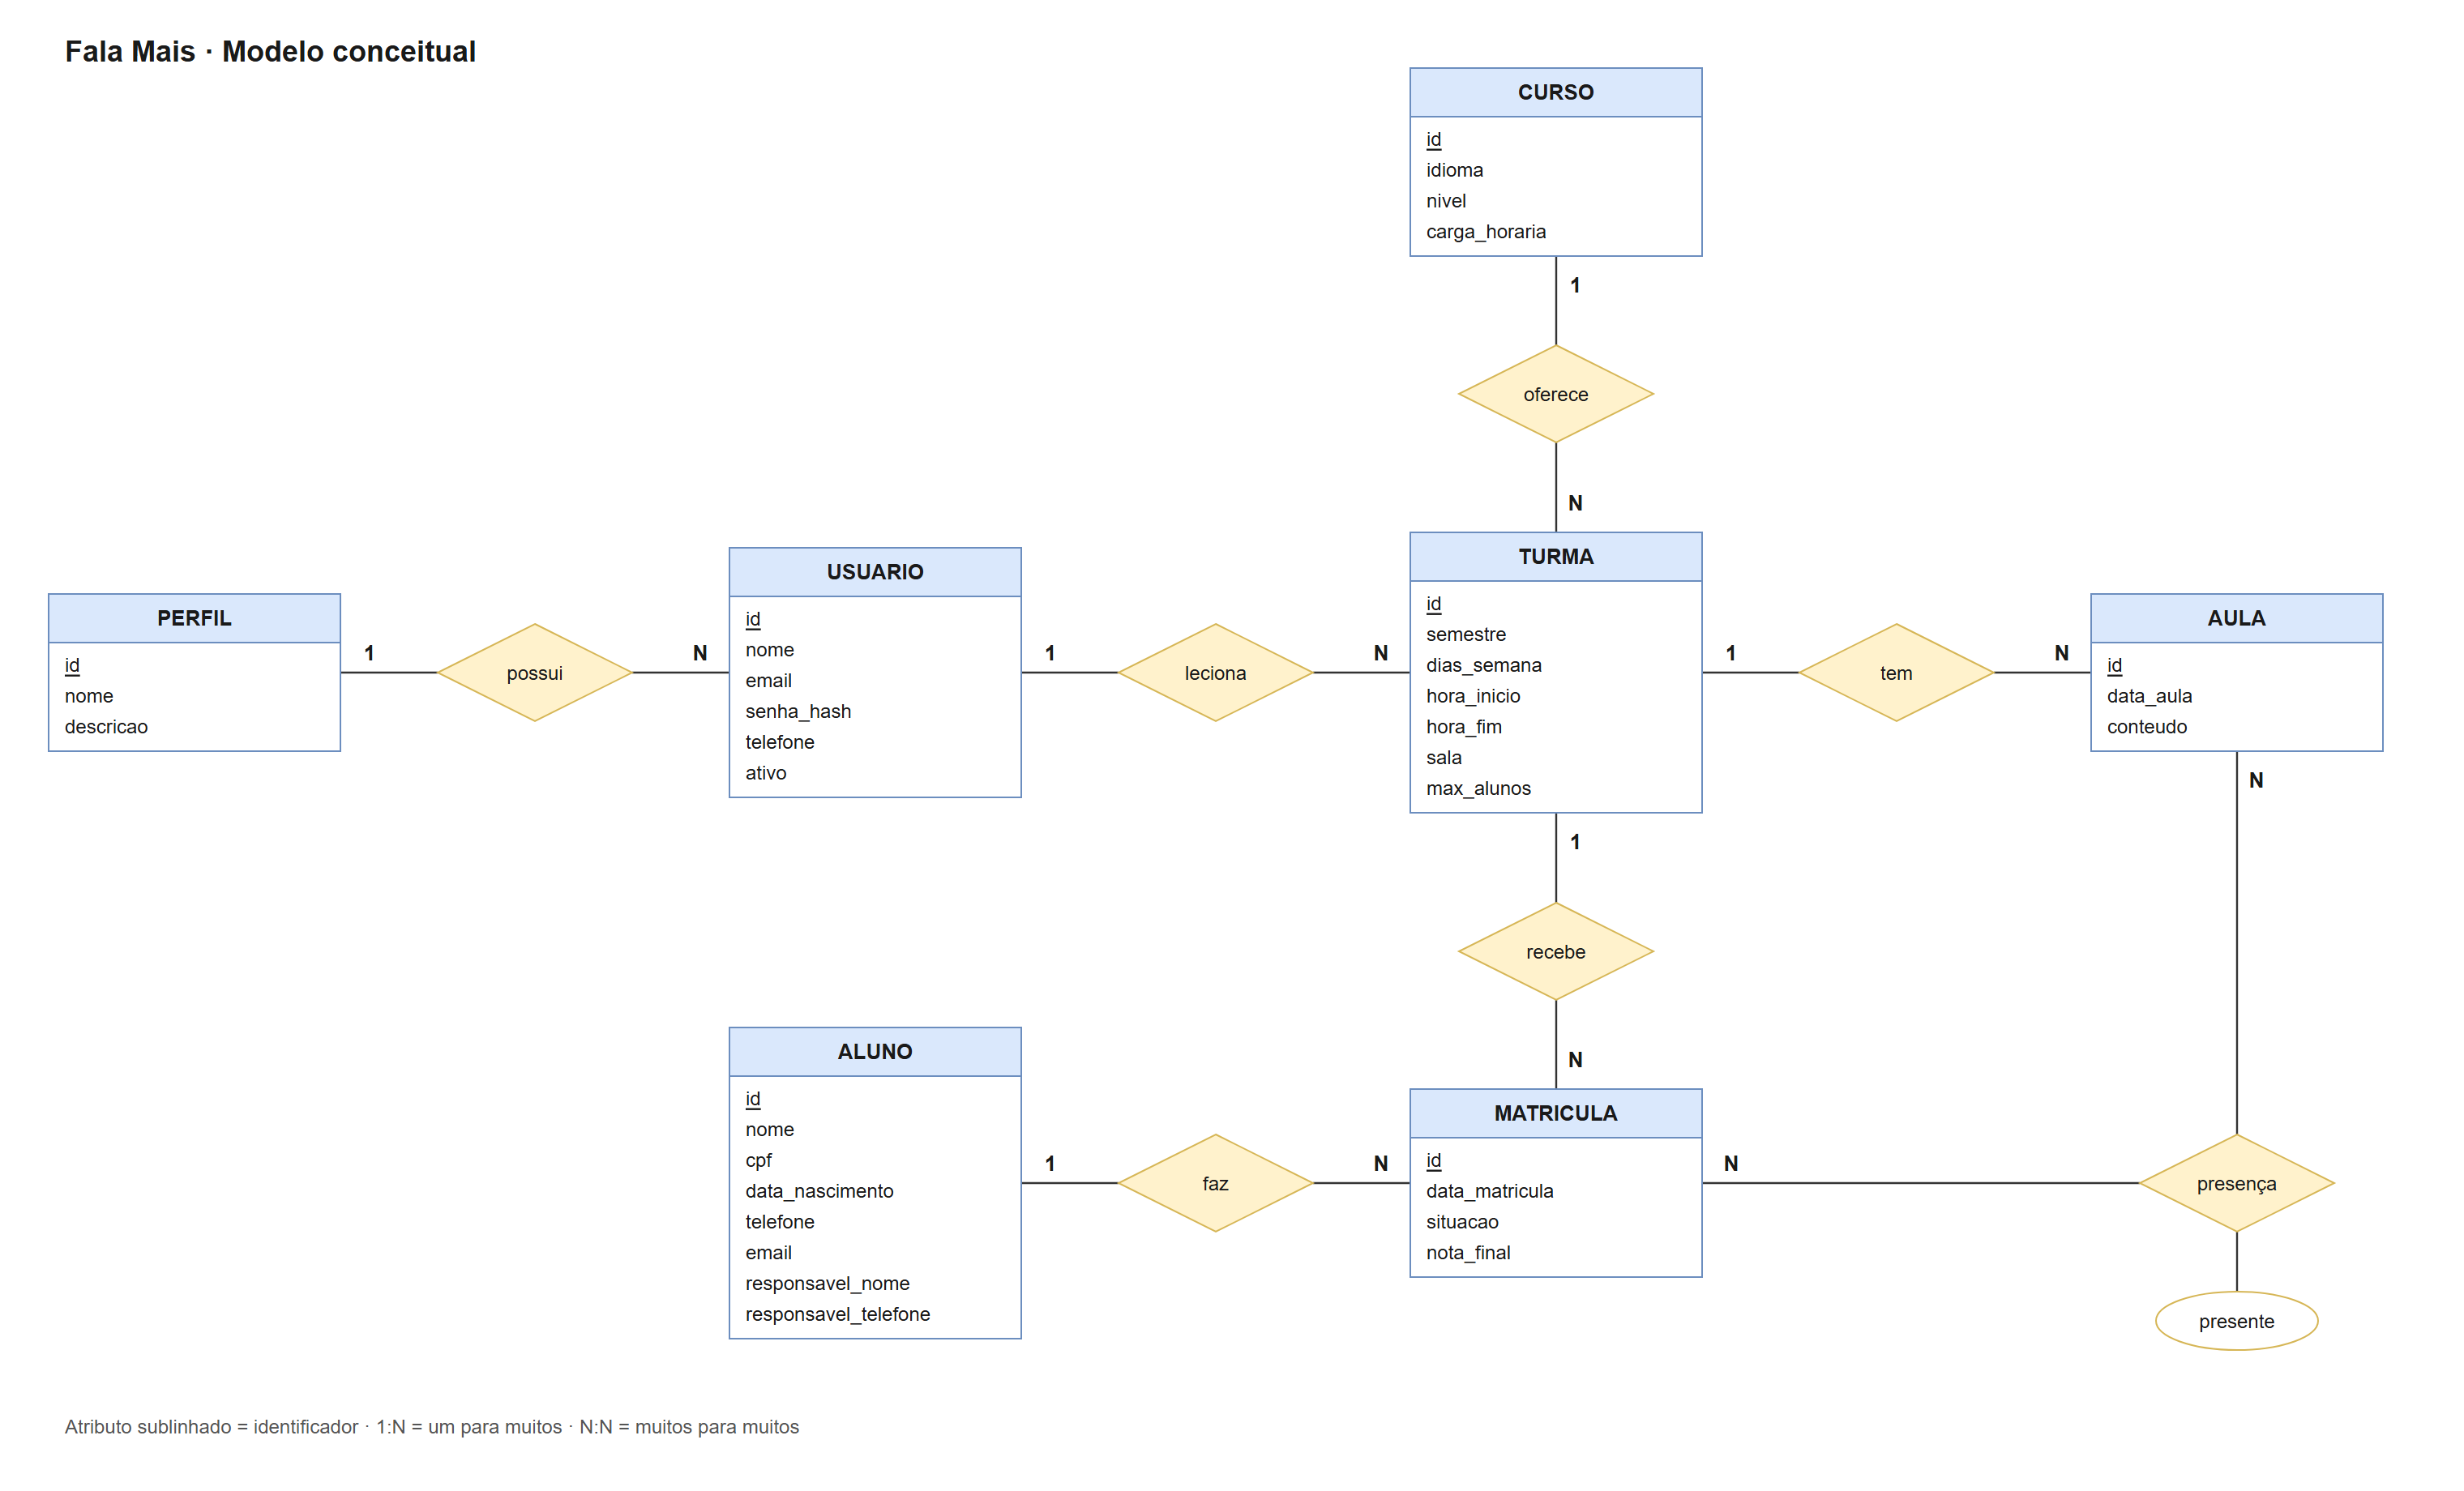 Fala Mais · Modelo conceitual
CURSO
id
idioma
nivel
carga_horaria
1
oferece
N
PERFIL
id
nome
descricao
1
possui
N
USUARIO
id
nome
email
senha_hash
telefone
ativo
1
leciona
N
TURMA
id
semestre
dias_semana
hora_inicio
hora_fim
sala
max_alunos
1
tem
N
AULA
id
data_aula
conteudo
N
1
recebe
N
ALUNO
id
nome
cpf
data_nascimento
telefone
email
responsavel_nome
responsavel_telefone
1
faz
N
MATRICULA
id
data_matricula
situacao
nota_final
N
presença
presente
Atributo sublinhado = identificador · 1:N = um para muitos · N:N = muitos para muitos